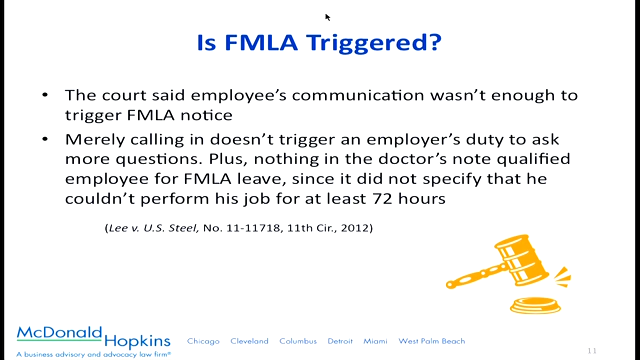 Is FMLA Triggered?
• The court said employee's communication wasn't enough to
trigger FMLA notice
• Merely calling in doesn't trigger an employer's duty to ask
more questions. Plus, nothing in the doctor's note qualified
employee for FMLA leave, since it did not specify that he
couldn't perform his job for at least 72 hours
(Lee v. U.S. Steel, No. 11-11718, 11th Cir., 2012)
McDonald
Hopkins
A business advisory and advocacy law firm®
Chicago Cleveland Columbus Detroit Miami West Palm Beach
11